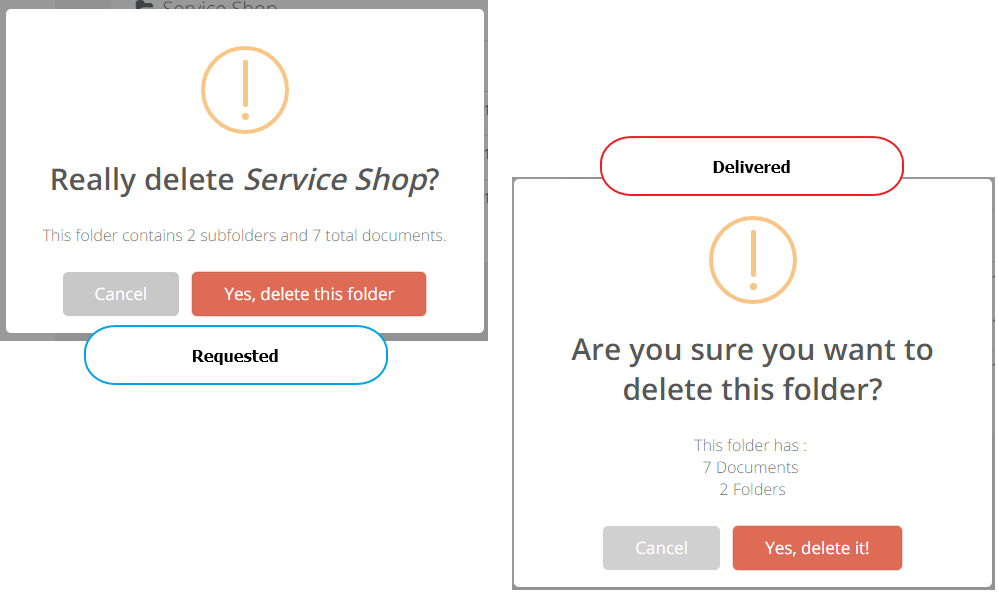 Service Shop
Really delete Service Shop?
This folder contains 2 subfolders and 7 total documents.
Cancel
Yes, delete this folder
Requested
Delivered
Are you sure you want to
delete this folder?
This folder has :
7 Documents
2 Folders
Cancel
Yes, delete it!